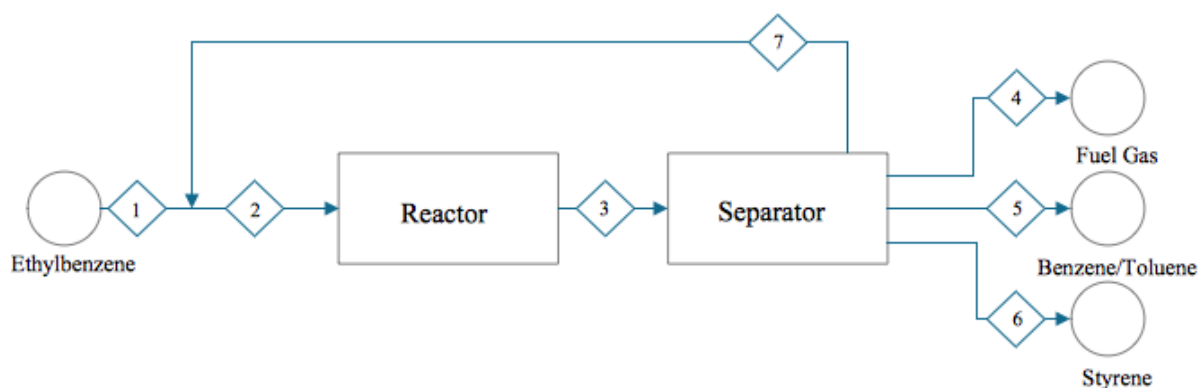 7
4
Fuel Gas
1
2
Reactor
3
Separator
5
Ethylbenzene
Benzene/Toluene
6
Styrene